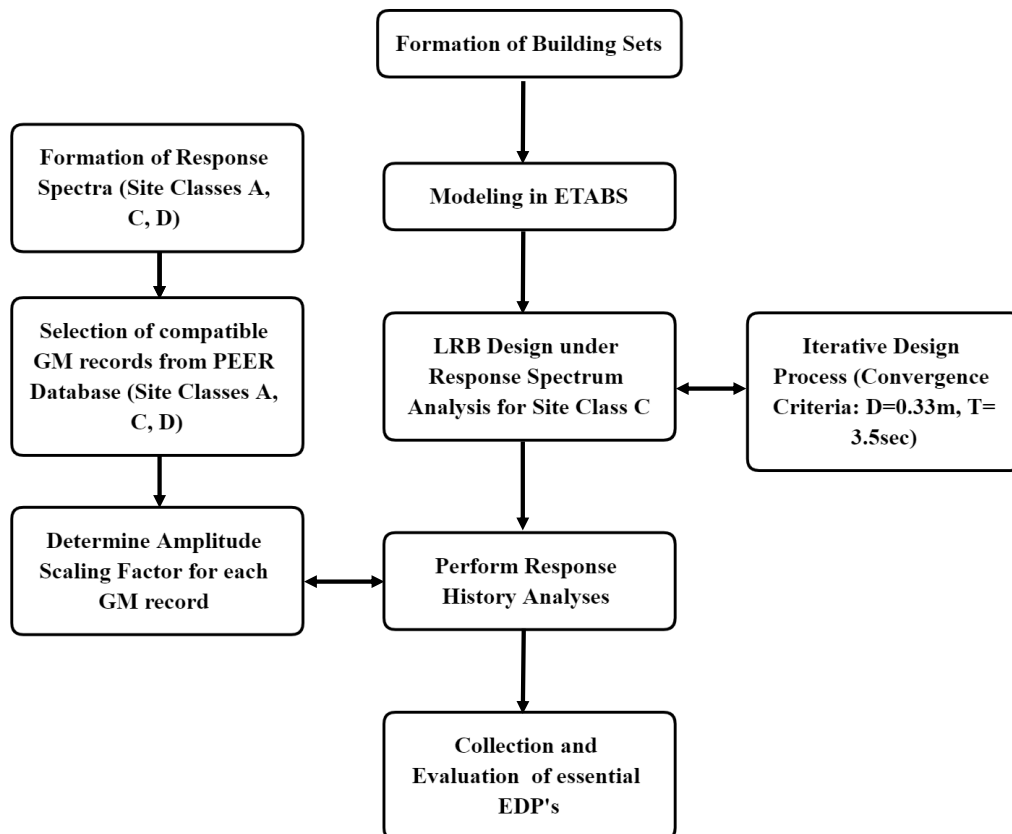 Formation of Building Sets
Formation of Response
Spectra (Site Classes A,
C, D)
Modeling in ETABS
Selection of compatible
GM records from PEER
Database (Site Classes A,
C, D)
LRB Design under
Response Spectrum
Analysis for Site Class C
Iterative Design
Process (Convergence
Criteria: D=0.33m, T=
3.5sec)
Determine Amplitude
Scaling Factor for each
GM record
Perform Response
History Analyses
Collection and
Evaluation of essential
EDP's